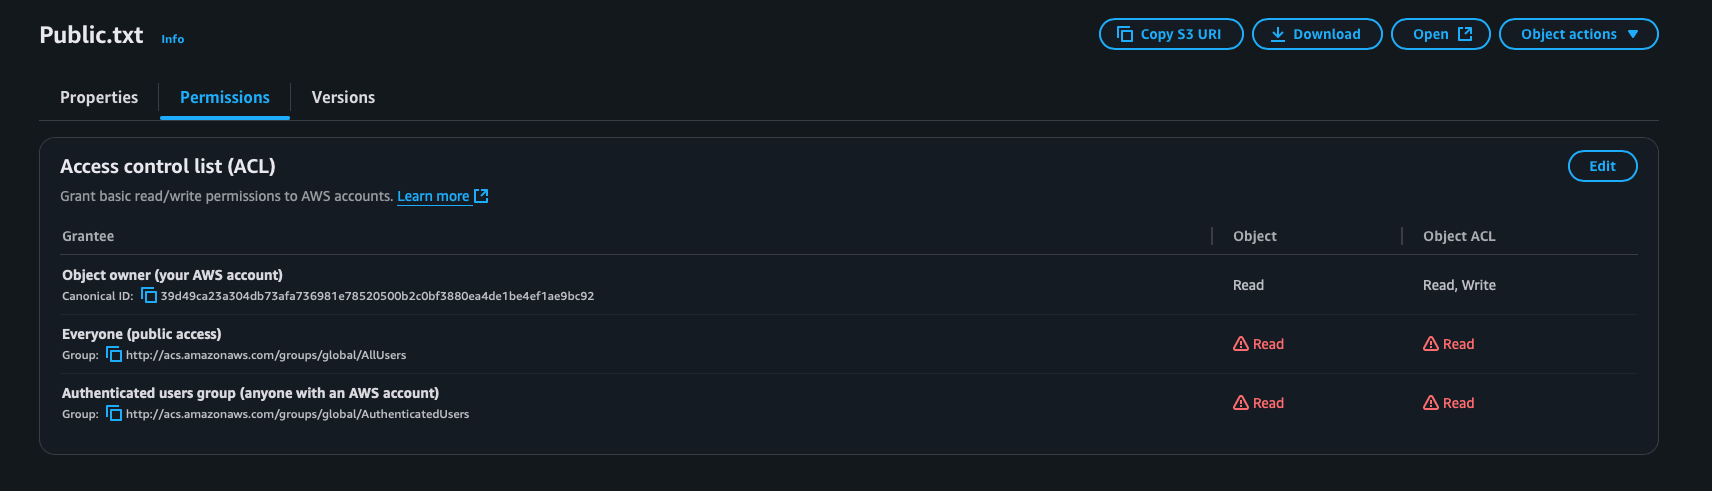 Public.txt Info
Copy S3 URI Download Open Object actions
Properties Permissions Versions
Access control list (ACL)
Edit
Grant basic read/write permissions to AWS accounts. Learn more
Grantee Object Object ACL
Object owner (your AWS account)
Canonical ID: 39d49ca23a304db73afa736981e78520500b2c0bf3880ea4de1be4ef1ae9bc92
Read Read, Write
Everyone (public access)
Group: http://acs.amazonaws.com/groups/global/AllUsers
Read Read
Authenticated users group (anyone with an AWS account)
Group: http://acs.amazonaws.com/groups/global/AuthenticatedUsers
Read Read